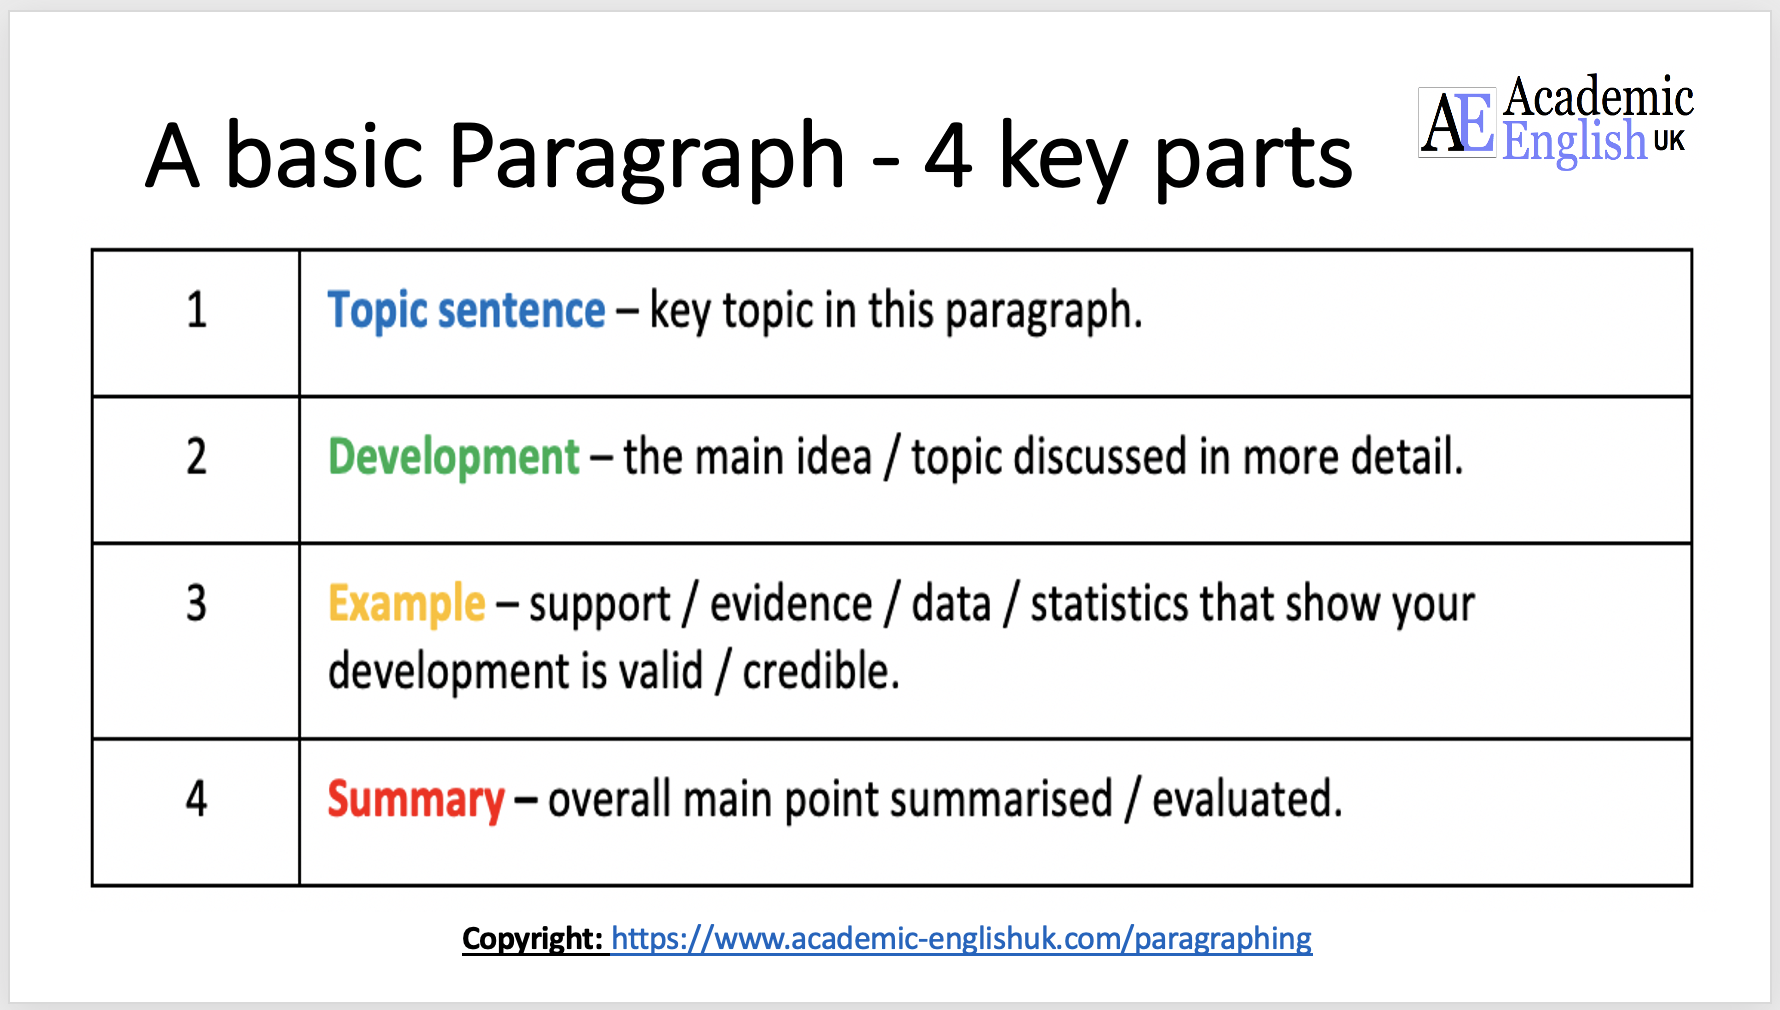 A basic Paragraph - 4 key parts
AE Academic
English UK
1
Topic sentence – key topic in this paragraph.
2
Development – the main idea / topic discussed in more detail.
3
Example – support / evidence / data / statistics that show your
development is valid / credible.
4
Summary – overall main point summarised / evaluated.
Copyright: https://www.academic-englishuk.com/paragraphing